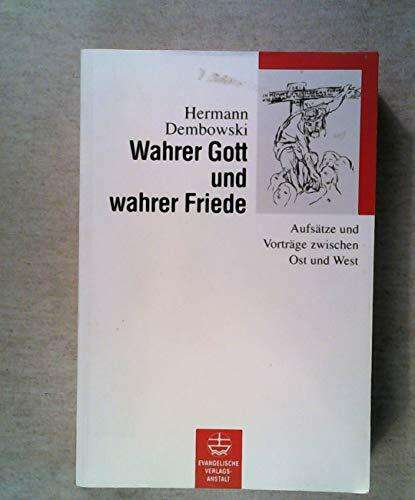 Hermann
Dembowski
Wahrer Gott
und
wahrer Friede
Aufsätze und
Vorträge zwischen
Ost und West
EVANGELISCHE
VERLAGS-
ANSTALT